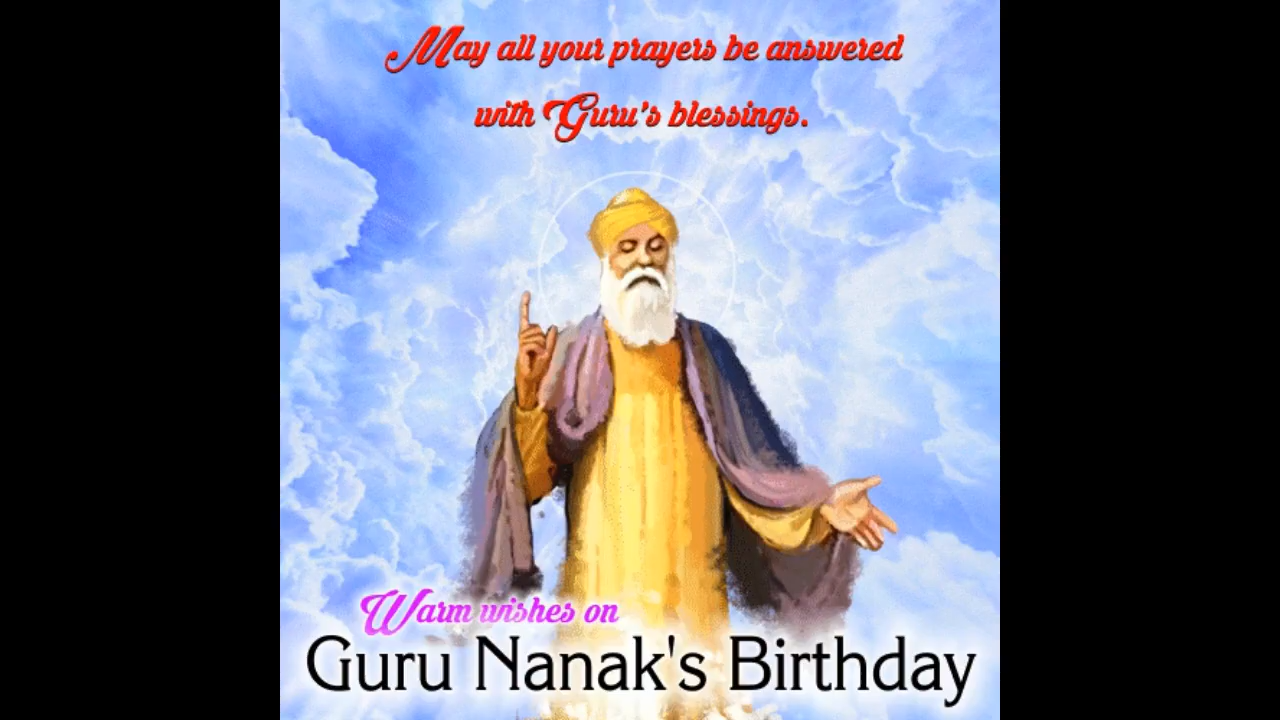 May all your prayers be answered
with Guru's blessings.
Warm wishes on
Guru Nanak's Birthday